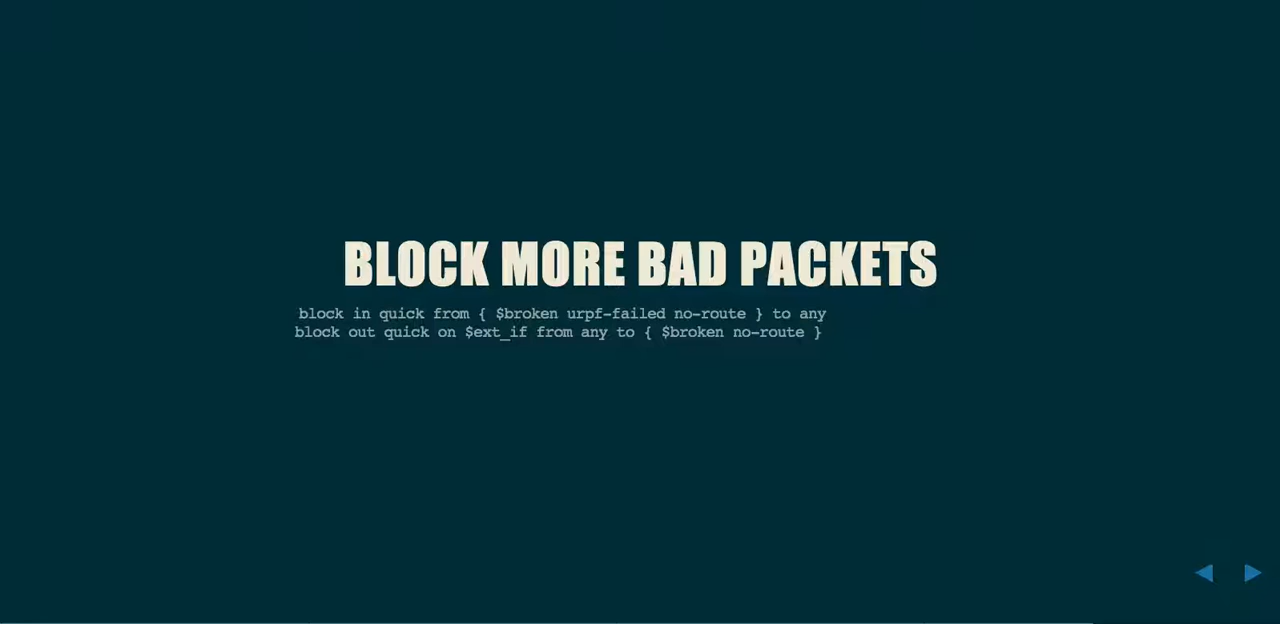 BLOCK MORE BAD PACKETS
block in quick from { $broken urpf-failed no-route } to any
block out quick on $ext_if from any to { $broken no-route }